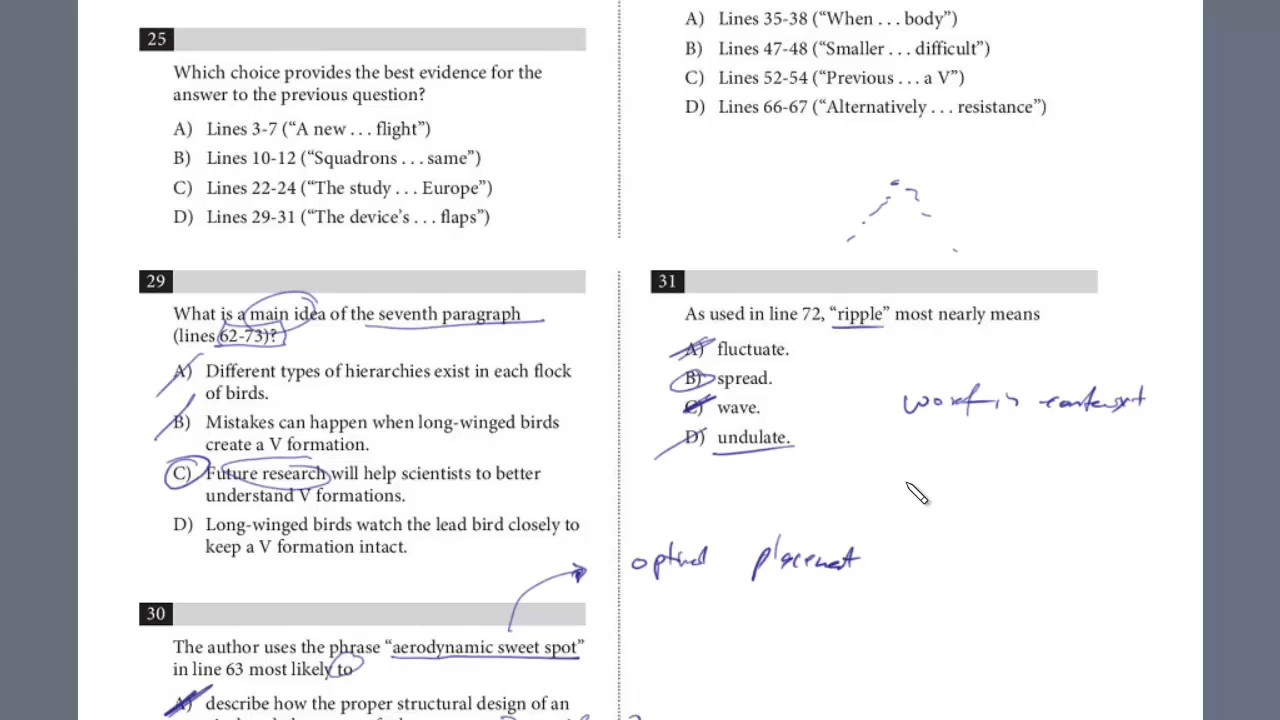 25
Which choice provides the best evidence for the
answer to the previous question?
A) Lines 3-7 (“A new . . . flight”)
B) Lines 10-12 (“Squadrons . . . same”)
C) Lines 22-24 (“The study . . . Europe”)
D) Lines 29-31 (“The device’s . . . flaps”)
A) Lines 35-38 (“When . . . body”)
B) Lines 47-48 (“Smaller . . . difficult”)
C) Lines 52-54 (“Previous . . . a V”)
D) Lines 66-67 (“Alternatively . . . resistance”)
29
What is a main idea of the seventh paragraph
(lines 62-73)?
A) Different types of hierarchies exist in each flock
of birds.
B) Mistakes can happen when long-winged birds
create a V formation.
C) Future research will help scientists to better
understand V formations.
D) Long-winged birds watch the lead bird closely to
keep a V formation intact.
30
The author uses the phrase “aerodynamic sweet spot”
in line 63 most likely to
A) describe how the proper structural design of an
31
As used in line 72, “ripple” most nearly means
A) fluctuate.
B) spread.
C) wave.
D) undulate.
placement